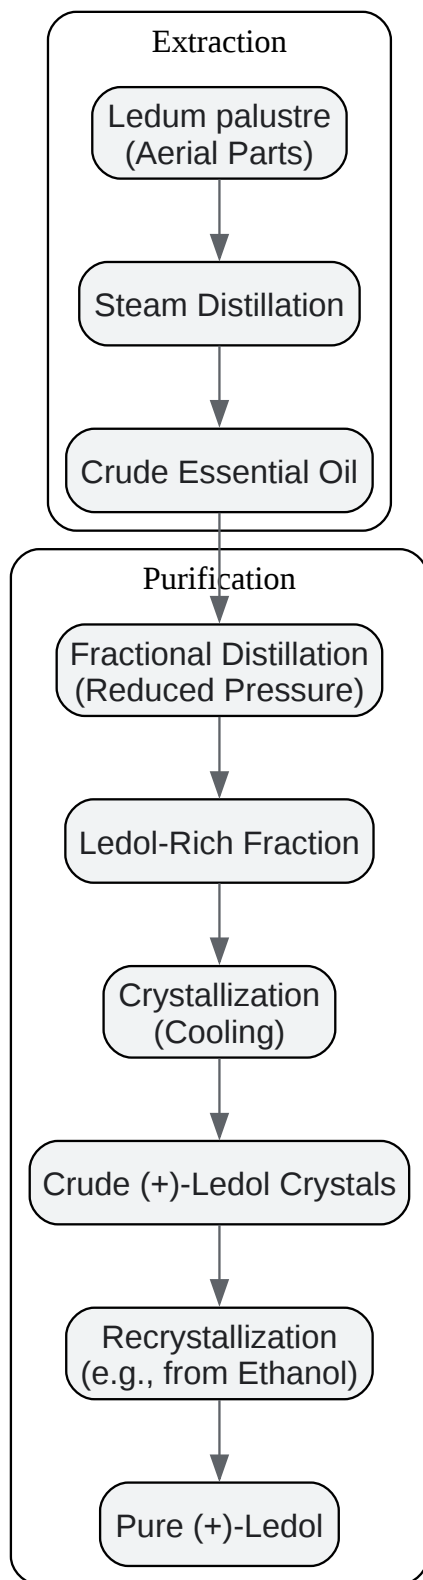 Extraction
Ledum palustre
(Aerial Parts)
Steam Distillation
Crude Essential Oil
Purification
Fractional Distillation
(Reduced Pressure)
Ledol-Rich Fraction
Crystallization
(Cooling)
Crude (+)-Ledol Crystals
Recrystallization
(e.g., from Ethanol)
Pure (+)-Ledol